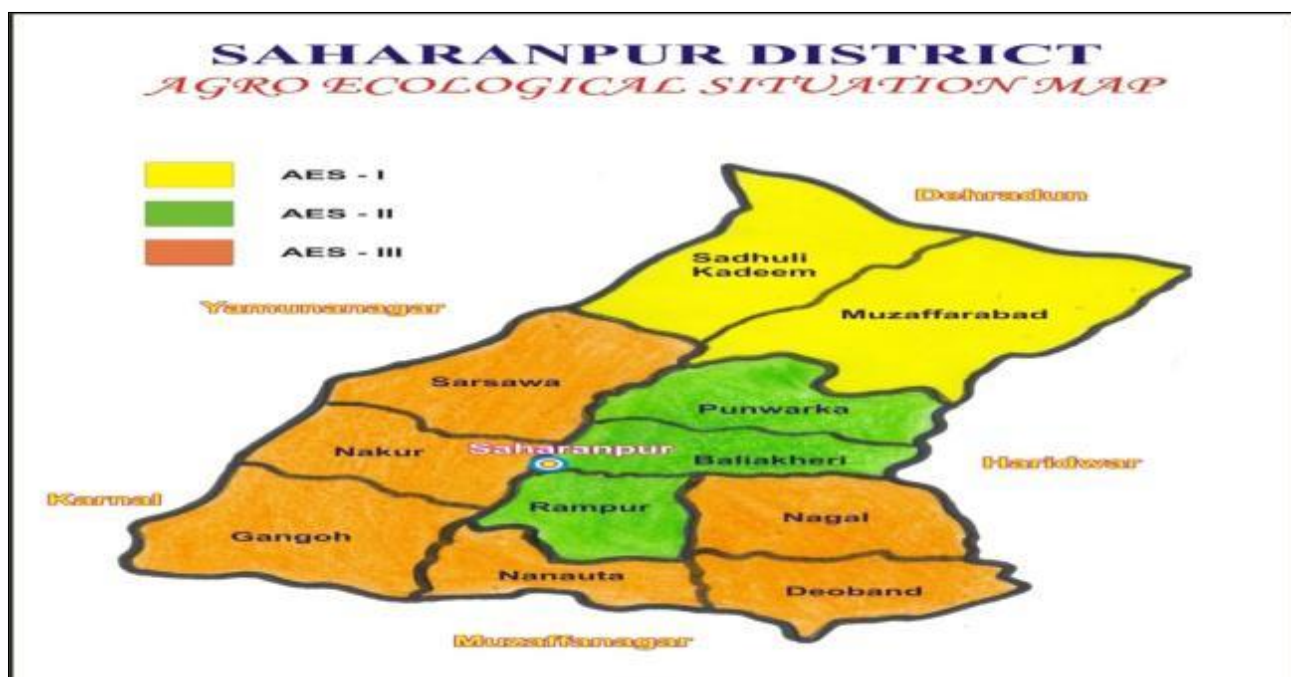 SAHARANPUR DISTRICT
AGRO ECOLOGICAL SITUATION MAP
AES - I
AES - II
AES - III
Dehradun
Sadhuli
Kadeem
Yamunanagar
Muzaffarabad
Sarsawa
Punwarka
Nakur
Saharanpur
Baliakheri
Haridwar
Karnal
Rampur
Nagal
Gangoh
Nanauta
Deoband
Muzaffanagar